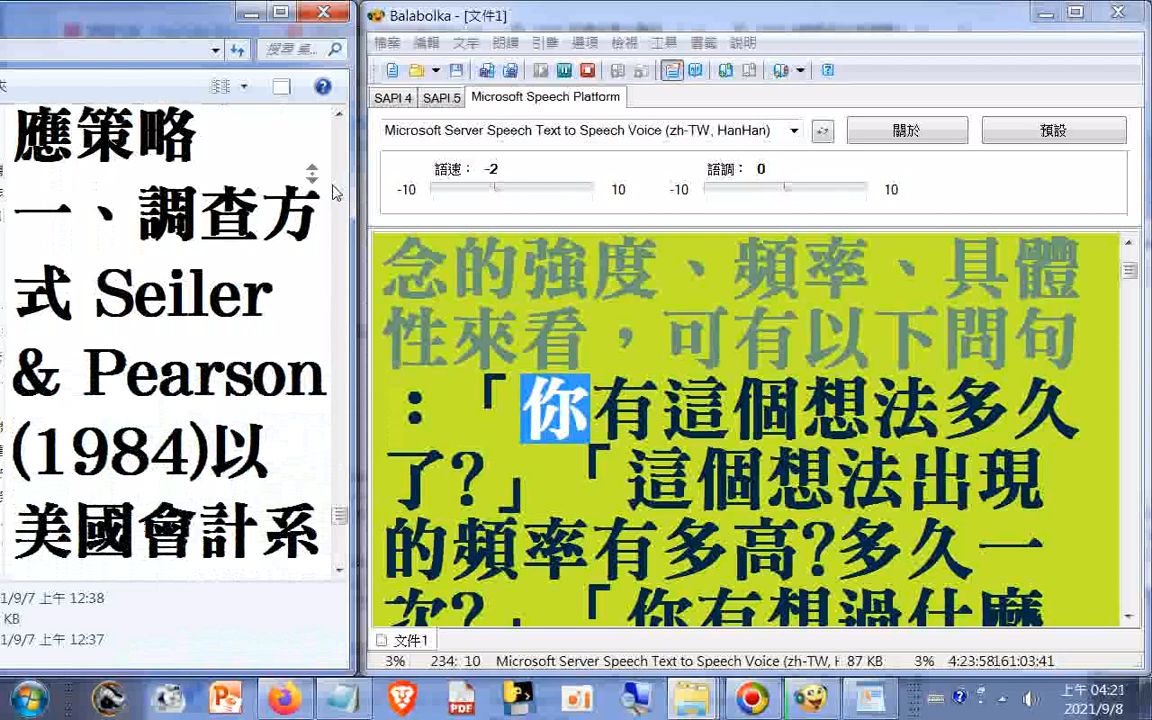 搜尋 桌...
應策略
一、調查方
式 Seiler
& Pearson
(1984)以
美國會計系
1/9/7 上午 12:38
KB
1/9/7 上午 12:37
Balabolka - [文件1]
檔案 編輯 文字 朗讀 引擎 選項 檢視 工具 書籤 說明
SAPI 4 SAPI 5 Microsoft Speech Platform
Microsoft Server Speech Text to Speech Voice (zh-TW, HanHan) 關於 預設
語速： -2 語調： 0
-10 10 -10 10
念的強度、頻率、具體
性來看，可有以下問句
：「你有這個想法多久
了?」「這個想法出現
的頻率有多高?多久一
次?」「你有想過什麼
文件1
3% 234: 10 Microsoft Server Speech Text to Speech Voice (zh-TW, 87 KB 3% 4:23:58161:03:41
PDF
上午 04:21
2021/9/8